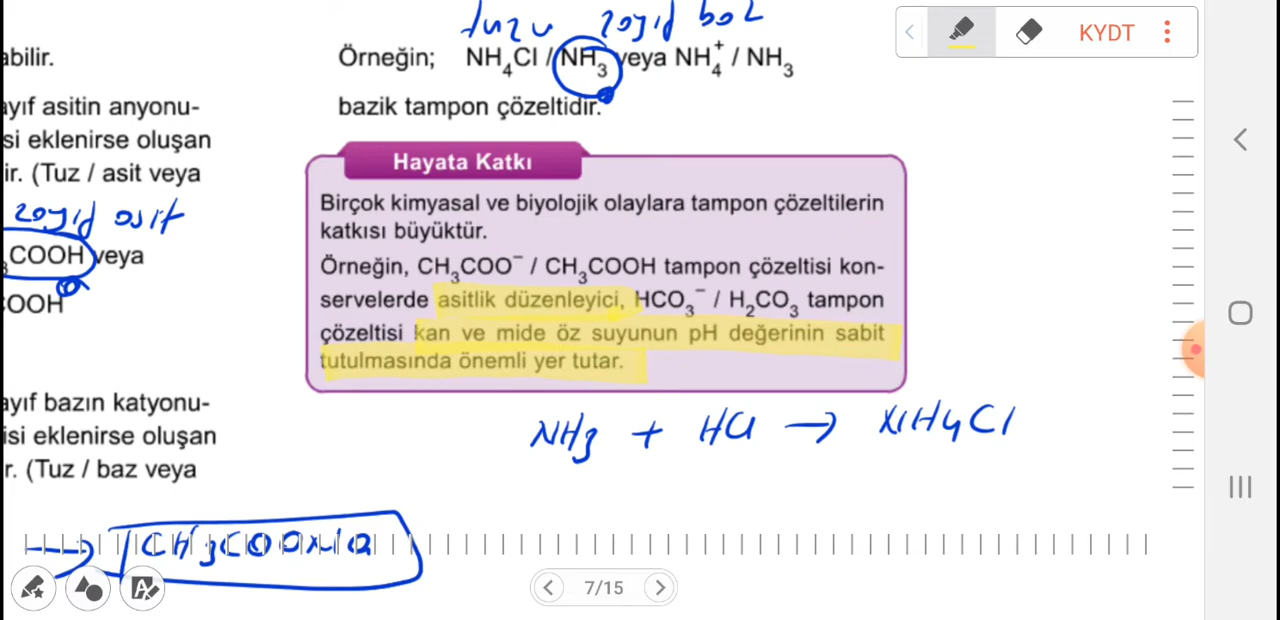 abilir.
ayıf asitin anyonu-
si eklenirse oluşan
ir. (Tuz / asit veya
zayıf asit
₃COOH veya
COOH
ayıf bazın katyonu-
isi eklenirse oluşan
r. (Tuz / baz veya
→ CH3COONa
tuzu zayıf baz
Örneğin; NH₄Cl / NH₃ veya NH₄⁺ / NH₃
bazik tampon çözeltidir.
Hayata Katkı
Birçok kimyasal ve biyolojik olaylara tampon çözeltilerin
katkısı büyüktür.
Örneğin, CH₃COO⁻ / CH₃COOH tampon çözeltisi kon-
servelerde asitlik düzenleyici, HCO₃⁻ / H₂CO₃ tampon
çözeltisi kan ve mide öz suyunun pH değerinin sabit
tutulmasında önemli yer tutar.
NH3 + HCl → NH4Cl
KYDT
7/15